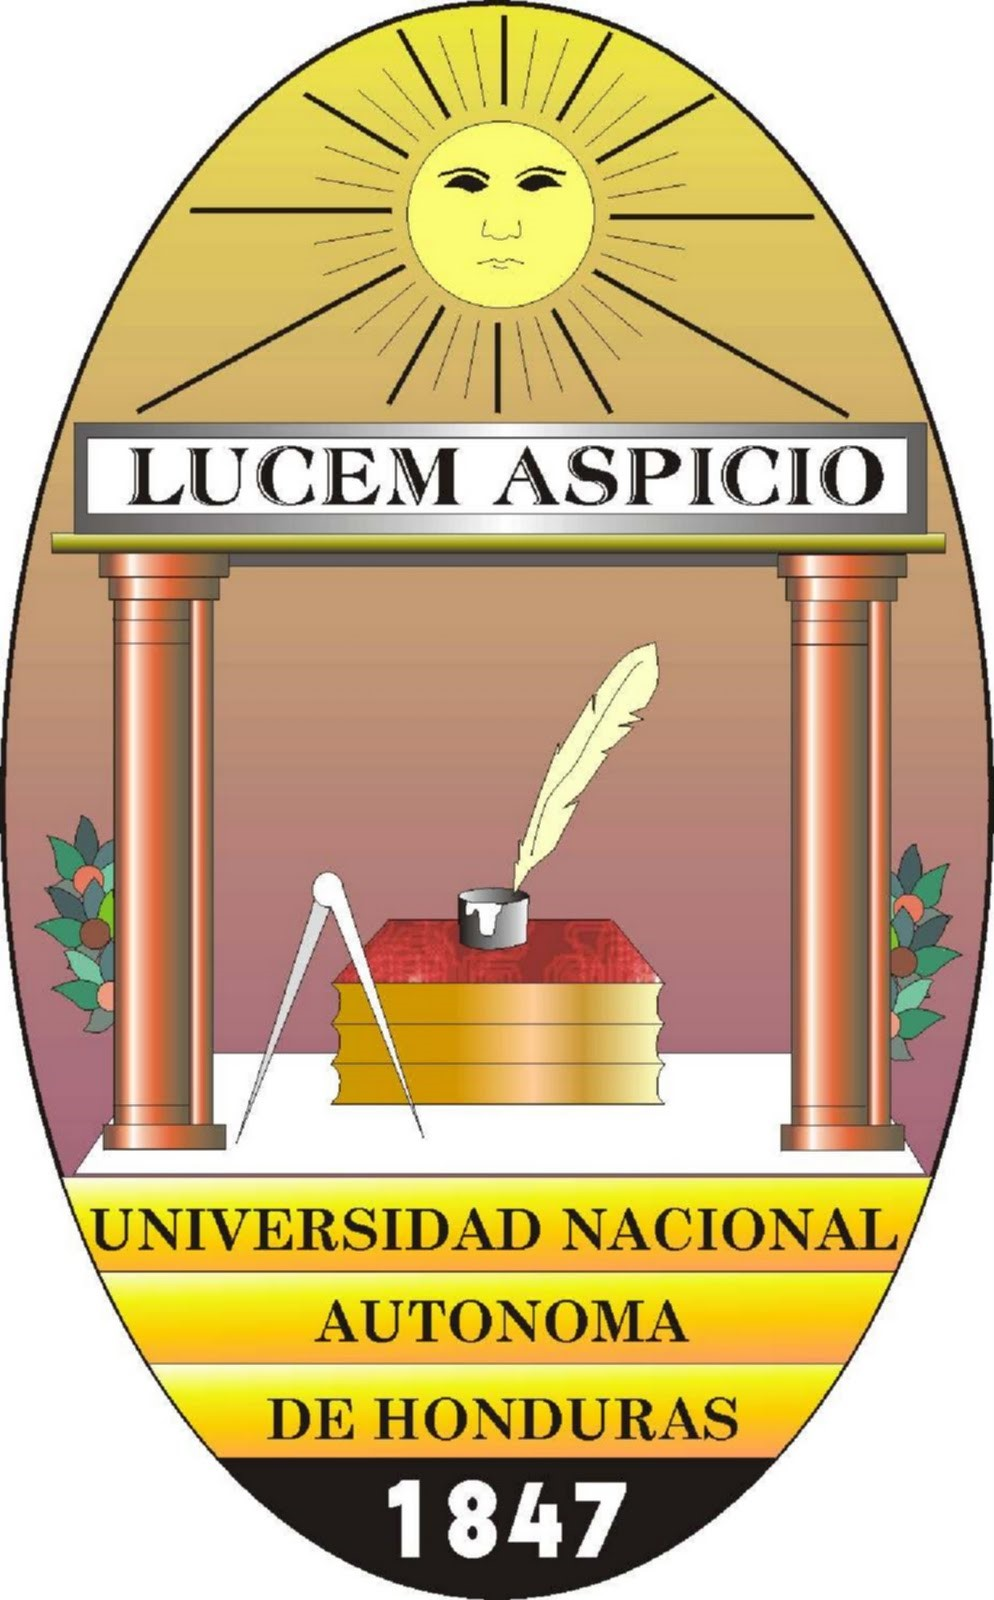 LUCEM ASPICIO
UNIVERSIDAD NACIONAL
AUTONOMA
DE HONDURAS
1847